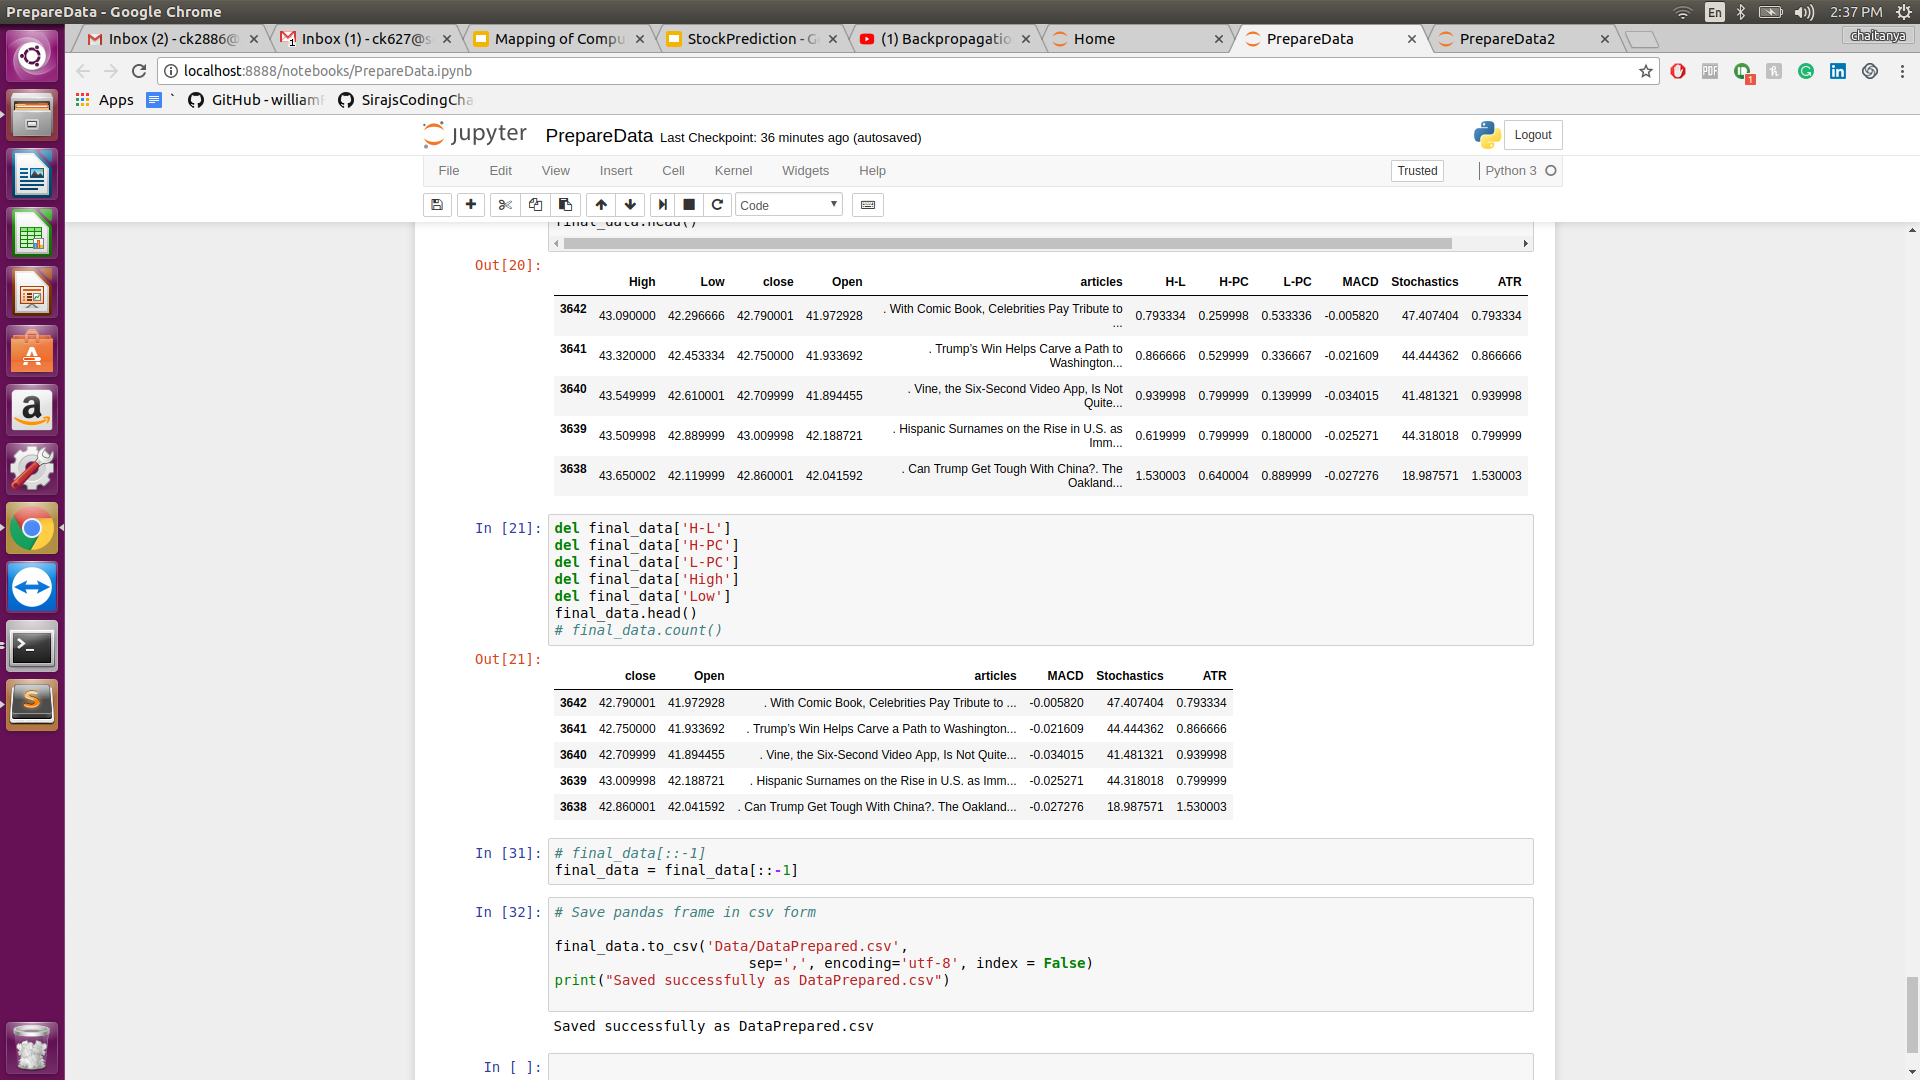 PrepareData - Google Chrome
En
2:37 PM
Inbox (2) - ck2886@
Inbox (1) - ck627@s
Mapping of Compu
StockPrediction - G
(1) Backpropagatio
Home
PrepareData
PrepareData2
chaitanya
localhost:8888/notebooks/PrepareData.ipynb
Apps
GitHub - william
SirajsCodingCha
jupyter
PrepareData Last Checkpoint: 36 minutes ago (autosaved)
Logout
File Edit View Insert Cell Kernel Widgets Help
Trusted
Python 3
Code
final_data.head()
Out[20]:
High Low close Open articles H-L H-PC L-PC MACD Stochastics ATR
3642 43.090000 42.296666 42.790001 41.972928 . With Comic Book, Celebrities Pay Tribute to ... 0.793334 0.259998 0.533336 -0.005820 47.407404 0.793334
3641 43.320000 42.453334 42.750000 41.933692 . Trump’s Win Helps Carve a Path to Washington... 0.866666 0.529999 0.336667 -0.021609 44.444362 0.866666
3640 43.549999 42.610001 42.709999 41.894455 . Vine, the Six-Second Video App, Is Not Quite... 0.939998 0.799999 0.139999 -0.034015 41.481321 0.939998
3639 43.509998 42.889999 43.009998 42.188721 . Hispanic Surnames on the Rise in U.S. as Imm... 0.619999 0.799999 0.180000 -0.025271 44.318018 0.799999
3638 43.650002 42.119999 42.860001 42.041592 . Can Trump Get Tough With China?. The Oakland... 1.530003 0.640004 0.889999 -0.027276 18.987571 1.530003
In [21]:
del final_data['H-L']
del final_data['H-PC']
del final_data['L-PC']
del final_data['High']
del final_data['Low']
final_data.head()
# final_data.count()
Out[21]:
close Open articles MACD Stochastics ATR
3642 42.790001 41.972928 . With Comic Book, Celebrities Pay Tribute to ... -0.005820 47.407404 0.793334
3641 42.750000 41.933692 . Trump’s Win Helps Carve a Path to Washington... -0.021609 44.444362 0.866666
3640 42.709999 41.894455 . Vine, the Six-Second Video App, Is Not Quite... -0.034015 41.481321 0.939998
3639 43.009998 42.188721 . Hispanic Surnames on the Rise in U.S. as Imm... -0.025271 44.318018 0.799999
3638 42.860001 42.041592 . Can Trump Get Tough With China?. The Oakland... -0.027276 18.987571 1.530003
In [31]:
# final_data[::-1]
final_data = final_data[::-1]
In [32]:
# Save pandas frame in csv form
final_data.to_csv('Data/DataPrepared.csv',
sep=',', encoding='utf-8', index = False)
print("Saved successfully as DataPrepared.csv")
Saved successfully as DataPrepared.csv
In [ ]: